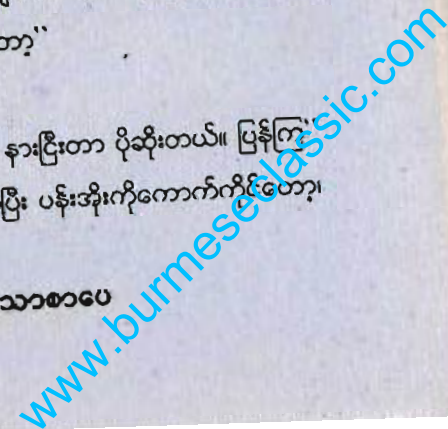 တာ့"
နားငြီးတာ ပိုဆိုးတယ်။ ပြန်ကြ"
ပြီး ပန်းအိုးကိုကောက်ကိုင်တော့၊
သာစာပေ
www.burmeseclassic.com